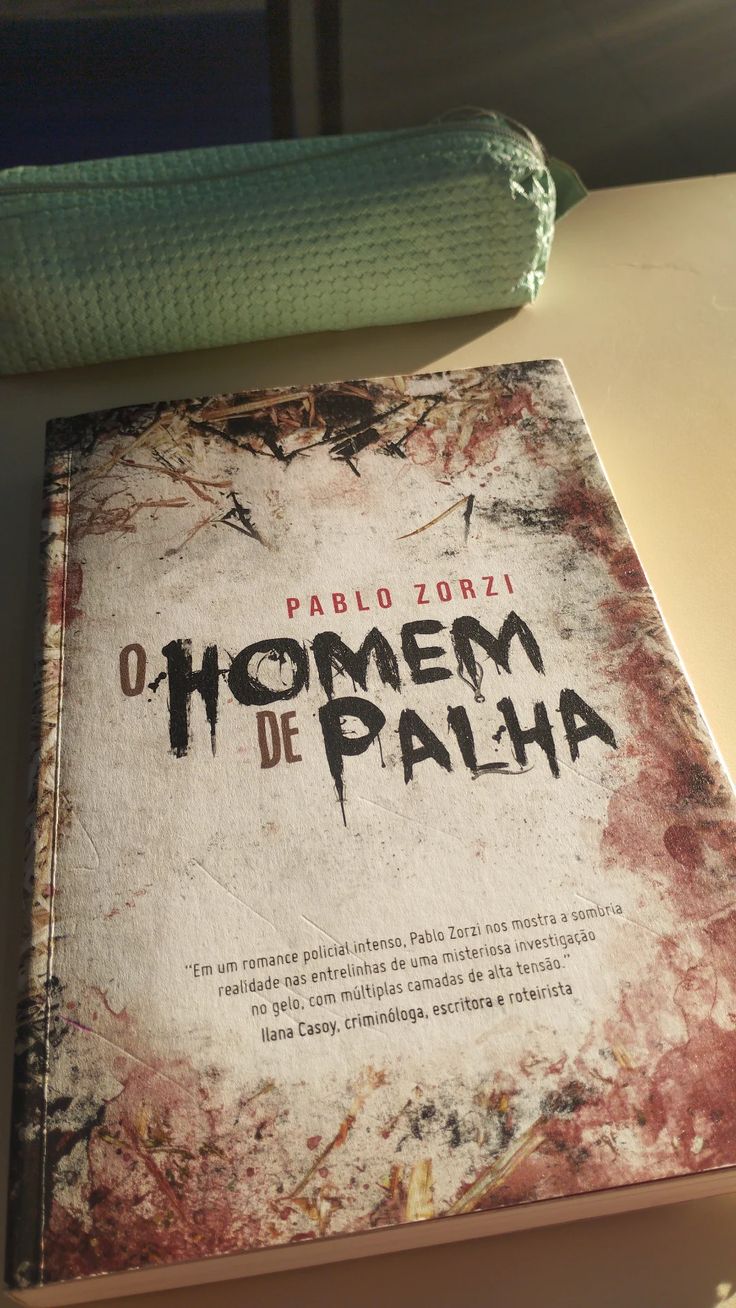 PABLO ZORZI
O HOMEM
DE PALHA
“Em um romance policial intenso, Pablo Zorzi nos mostra a sombria
realidade nas entrelinhas de uma misteriosa investigação
no gelo, com múltiplas camadas de alta tensão.”
Ilana Casoy, criminóloga, escritora e roteirista